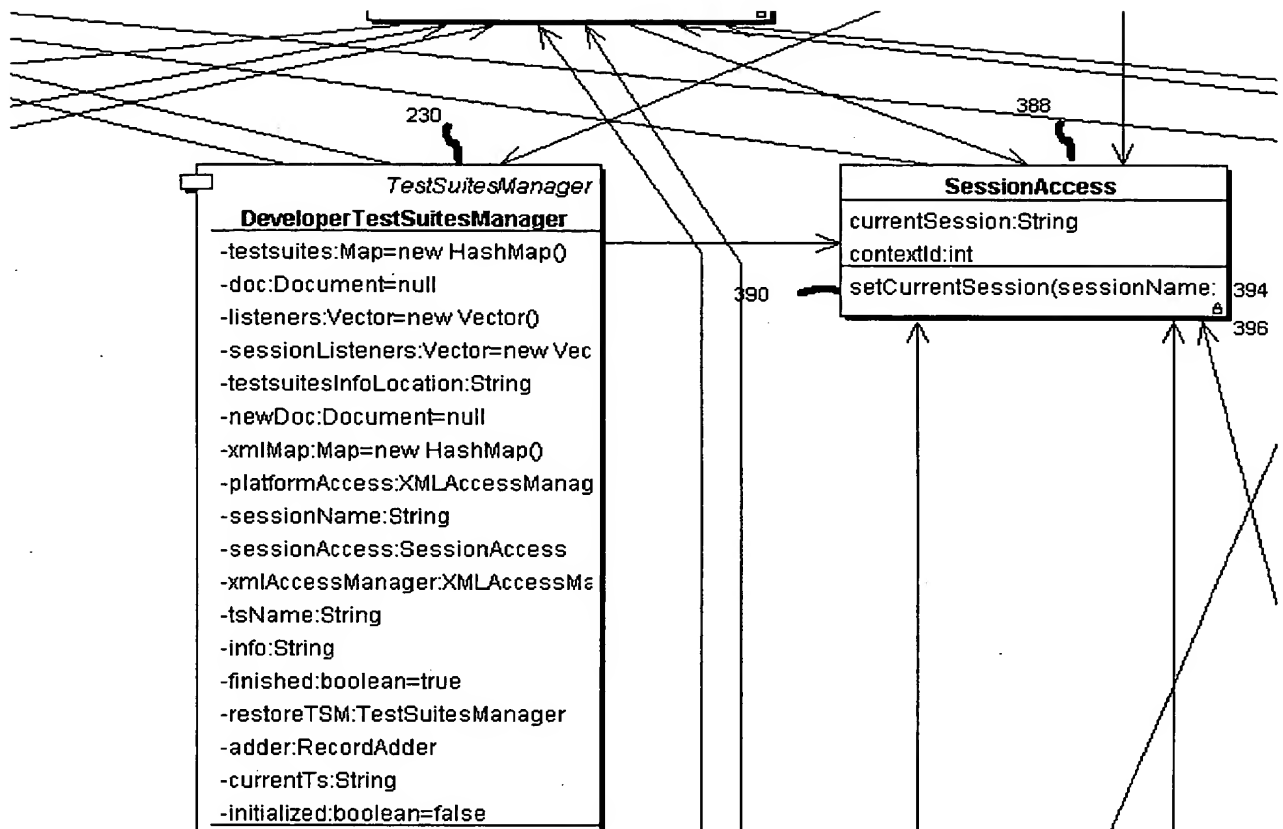 230
388
TestSuitesManager
DeveloperTestSuitesManager
-testsuites:Map=new HashMap()
-doc:Document=null
-listeners:Vector=new Vector()
-sessionListeners:Vector=new Vec
-testsuitesInfoLocation:String
-newDoc:Document=null
-xmlMap:Map=new HashMap()
-platformAccess:XMLAccessManag
-sessionName:String
-sessionAccess:SessionAccess
-xmlAccessManager:XMLAccessMa
-tsName:String
-info:String
-finished:boolean=true
-restoreTSM:TestSuitesManager
-adder:RecordAdder
-currentTs:String
-initialized:boolean=false
SessionAccess
currentSession:String
contextId:int
390
setCurrentSession(sessionName:
394
396